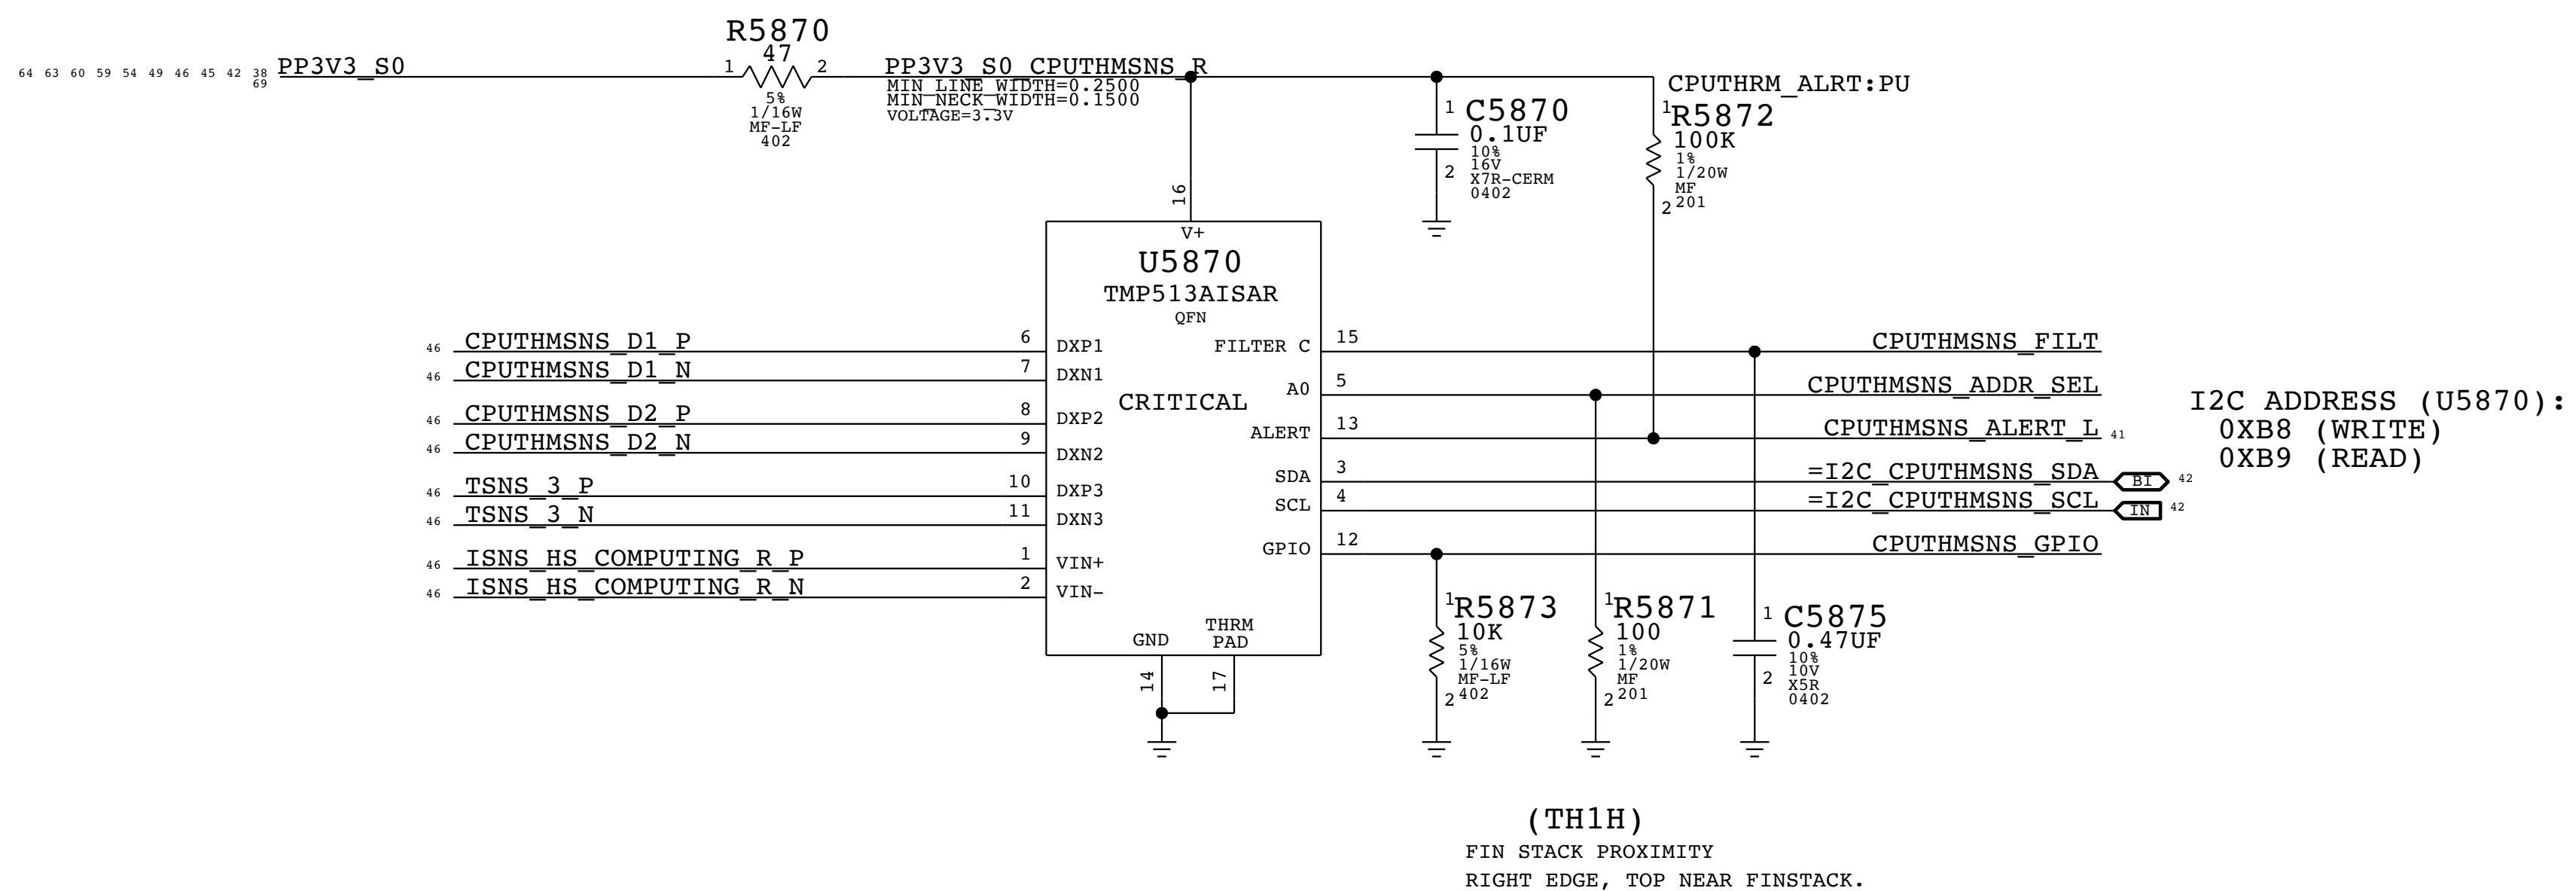 R5870
47
64 63 60 59 54 49 46 45 42 38
69
PP3V3_S0
1
2
5%
1/16W
MF-LF
402
PP3V3_S0_CPUTHMSNS_R
MIN_LINE_WIDTH=0.2500
MIN_NECK_WIDTH=0.1500
VOLTAGE=3.3V
1
C5870
0.1UF
10%
16V
X7R-CERM
0402
2
CPUTHRM_ALRT:PU
1
R5872
100K
1%
1/20W
MF
201
2
16
V+
U5870
TMP513AISAR
QFN
CRITICAL
46 CPUTHMSNS_D1_P 6 DXP1
46 CPUTHMSNS_D1_N 7 DXN1
46 CPUTHMSNS_D2_P 8 DXP2
46 CPUTHMSNS_D2_N 9 DXN2
46 TSNS_3_P 10 DXP3
46 TSNS_3_N 11 DXN3
46 ISNS_HS_COMPUTING_R_P 1 VIN+
46 ISNS_HS_COMPUTING_R_N 2 VIN-
FILTER C 15 CPUTHMSNS_FILT
A0 5 CPUTHMSNS_ADDR_SEL
ALERT 13 CPUTHMSNS_ALERT_L 41
SDA 3 =I2C_CPUTHMSNS_SDA BI 42
SCL 4 =I2C_CPUTHMSNS_SCL IN 42
GPIO 12 CPUTHMSNS_GPIO
I2C ADDRESS (U5870):
0XB8 (WRITE)
0XB9 (READ)
GND
THRM
PAD
14
17
1
R5873
10K
5%
1/16W
MF-LF
402
2
1
R5871
100
1%
1/20W
MF
201
2
1
C5875
0.47UF
10%
10V
X5R
0402
2
(TH1H)
FIN STACK PROXIMITY
RIGHT EDGE, TOP NEAR FINSTACK.